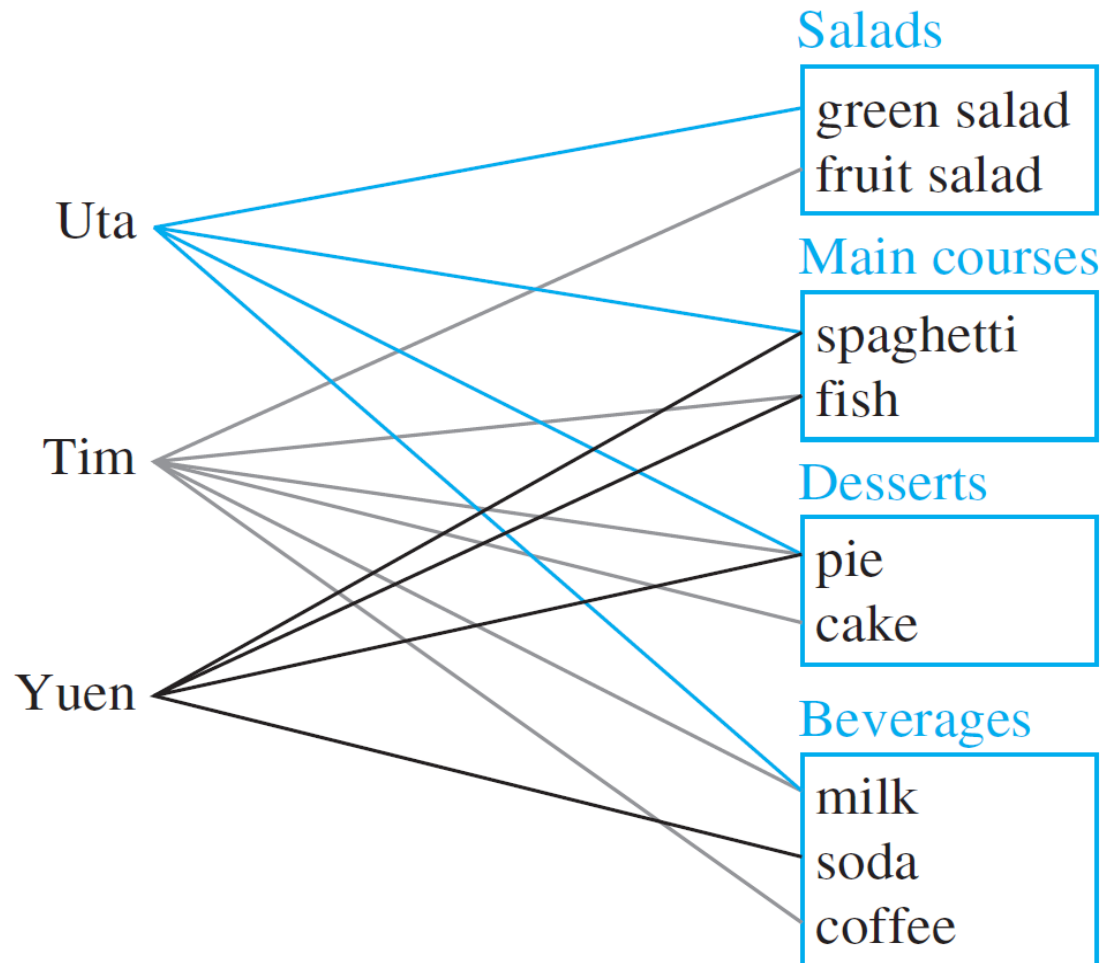 Salads
green salad
fruit salad
Uta
Main courses
spaghetti
fish
Tim
Desserts
pie
cake
Yuen
Beverages
milk
soda
coffee